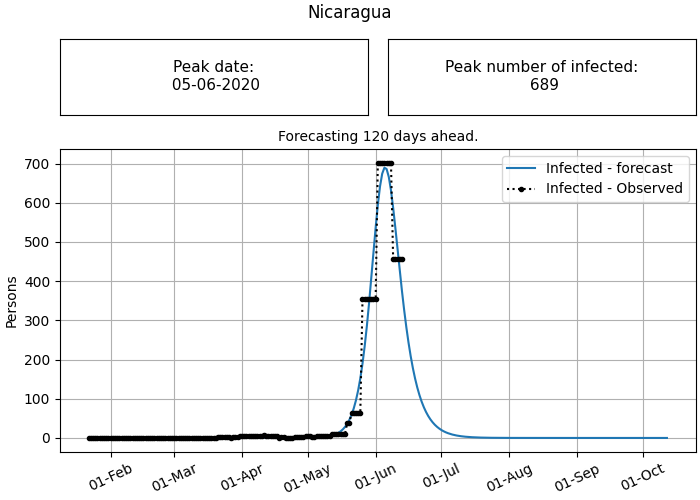 Nicaragua
Peak date:
05-06-2020
Peak number of infected:
689
Forecasting 120 days ahead.
700
600
500
400
300
200
100
0
Persons
Infected - forecast
Infected - Observed
01-Feb
01-Mar
01-Apr
01-May
01-Jun
01-Jul
01-Aug
01-Sep
01-Oct